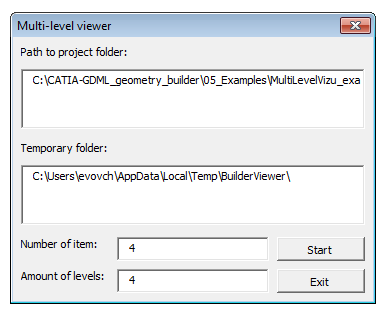 Multi-level viewer
Path to project folder:
C:\CATIA-GDML_geometry_builder\05_Examples\MultiLevelVizu_exa
Temporary folder:
C:\Users\evovch\AppData\Local\Temp\BuilderViewer\
Number of item: 4 Start
Amount of levels: 4 Exit